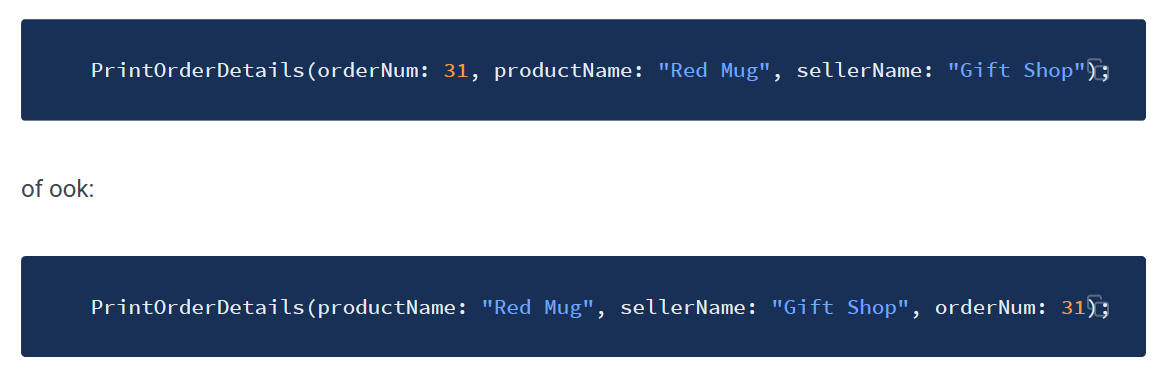 PrintOrderDetails(orderNum: 31, productName: "Red Mug", sellerName: "Gift Shop");
of ook:
PrintOrderDetails(productName: "Red Mug", sellerName: "Gift Shop", orderNum: 31);